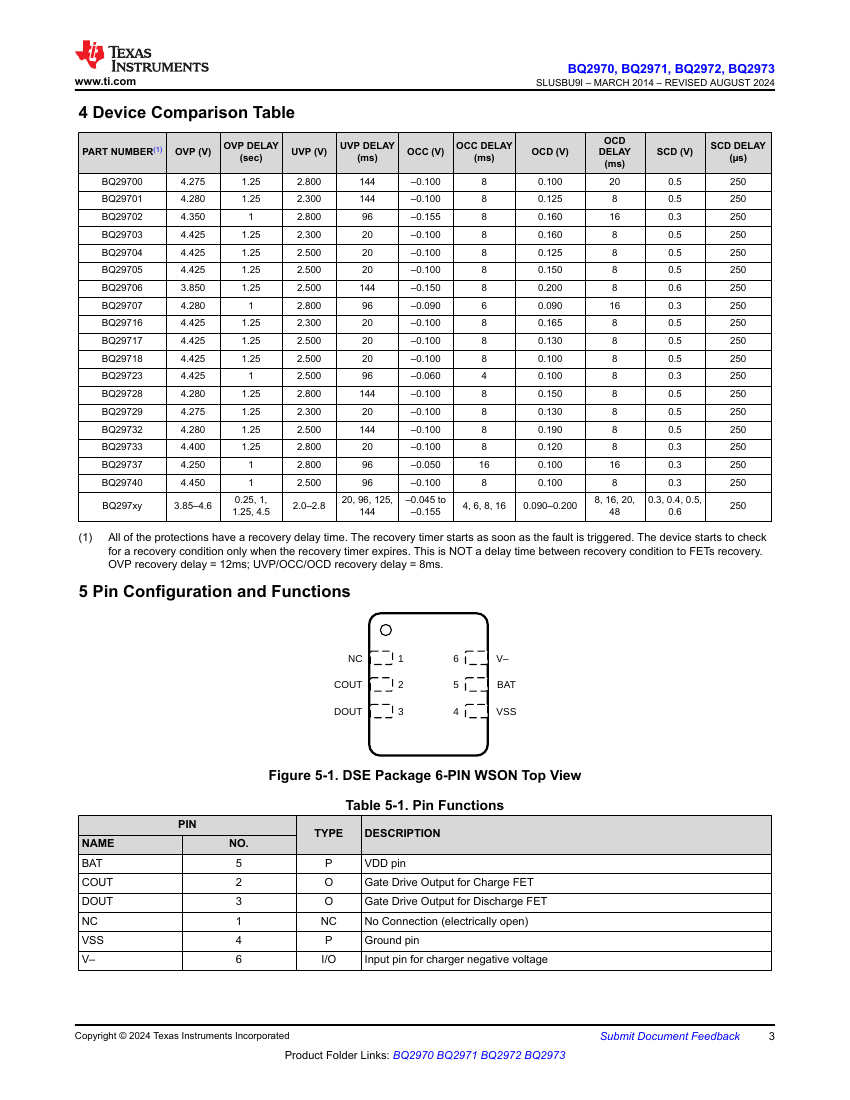 TEXAS
INSTRUMENTS
www.ti.com
BQ2970, BQ2971, BQ2972, BQ2973
SLUSBU9I – MARCH 2014 – REVISED AUGUST 2024
4 Device Comparison Table
PART NUMBER(1) OVP (V) OVP DELAY (sec) UVP (V) UVP DELAY (ms) OCC (V) OCC DELAY (ms) OCD (V) OCD DELAY (ms) SCD (V) SCD DELAY (µs)
BQ29700 4.275 1.25 2.800 144 –0.100 8 0.100 20 0.5 250
BQ29701 4.280 1.25 2.300 144 –0.100 8 0.125 8 0.5 250
BQ29702 4.350 1 2.800 96 –0.155 8 0.160 16 0.3 250
BQ29703 4.425 1.25 2.300 20 –0.100 8 0.160 8 0.5 250
BQ29704 4.425 1.25 2.500 20 –0.100 8 0.125 8 0.5 250
BQ29705 4.425 1.25 2.500 20 –0.100 8 0.150 8 0.5 250
BQ29706 3.850 1.25 2.500 144 –0.150 8 0.200 8 0.6 250
BQ29707 4.280 1 2.800 96 –0.090 6 0.090 16 0.3 250
BQ29716 4.425 1.25 2.300 20 –0.100 8 0.165 8 0.5 250
BQ29717 4.425 1.25 2.500 20 –0.100 8 0.130 8 0.5 250
BQ29718 4.425 1.25 2.500 20 –0.100 8 0.100 8 0.5 250
BQ29723 4.425 1 2.500 96 –0.060 4 0.100 8 0.3 250
BQ29728 4.280 1.25 2.800 144 –0.100 8 0.150 8 0.5 250
BQ29729 4.275 1.25 2.300 20 –0.100 8 0.130 8 0.5 250
BQ29732 4.280 1.25 2.500 144 –0.100 8 0.190 8 0.5 250
BQ29733 4.400 1.25 2.800 20 –0.100 8 0.120 8 0.3 250
BQ29737 4.250 1 2.800 96 –0.050 16 0.100 16 0.3 250
BQ29740 4.450 1 2.500 96 –0.100 8 0.100 8 0.3 250
BQ297xy 3.85–4.6 0.25, 1, 1.25, 4.5 2.0–2.8 20, 96, 125, 144 –0.045 to –0.155 4, 6, 8, 16 0.090–0.200 8, 16, 20, 48 0.3, 0.4, 0.5, 0.6 250
(1) All of the protections have a recovery delay time. The recovery timer starts as soon as the fault is triggered. The device starts to check
for a recovery condition only when the recovery timer expires. This is NOT a delay time between recovery condition to FETs recovery.
OVP recovery delay = 12ms; UVP/OCC/OCD recovery delay = 8ms.
5 Pin Configuration and Functions
NC 1 6 V–
COUT 2 5 BAT
DOUT 3 4 VSS
Figure 5-1. DSE Package 6-PIN WSON Top View
Table 5-1. Pin Functions
PIN TYPE DESCRIPTION
NAME NO.
BAT 5 P VDD pin
COUT 2 O Gate Drive Output for Charge FET
DOUT 3 O Gate Drive Output for Discharge FET
NC 1 NC No Connection (electrically open)
VSS 4 P Ground pin
V– 6 I/O Input pin for charger negative voltage
Copyright © 2024 Texas Instruments Incorporated Submit Document Feedback 3
Product Folder Links: BQ2970 BQ2971 BQ2972 BQ2973